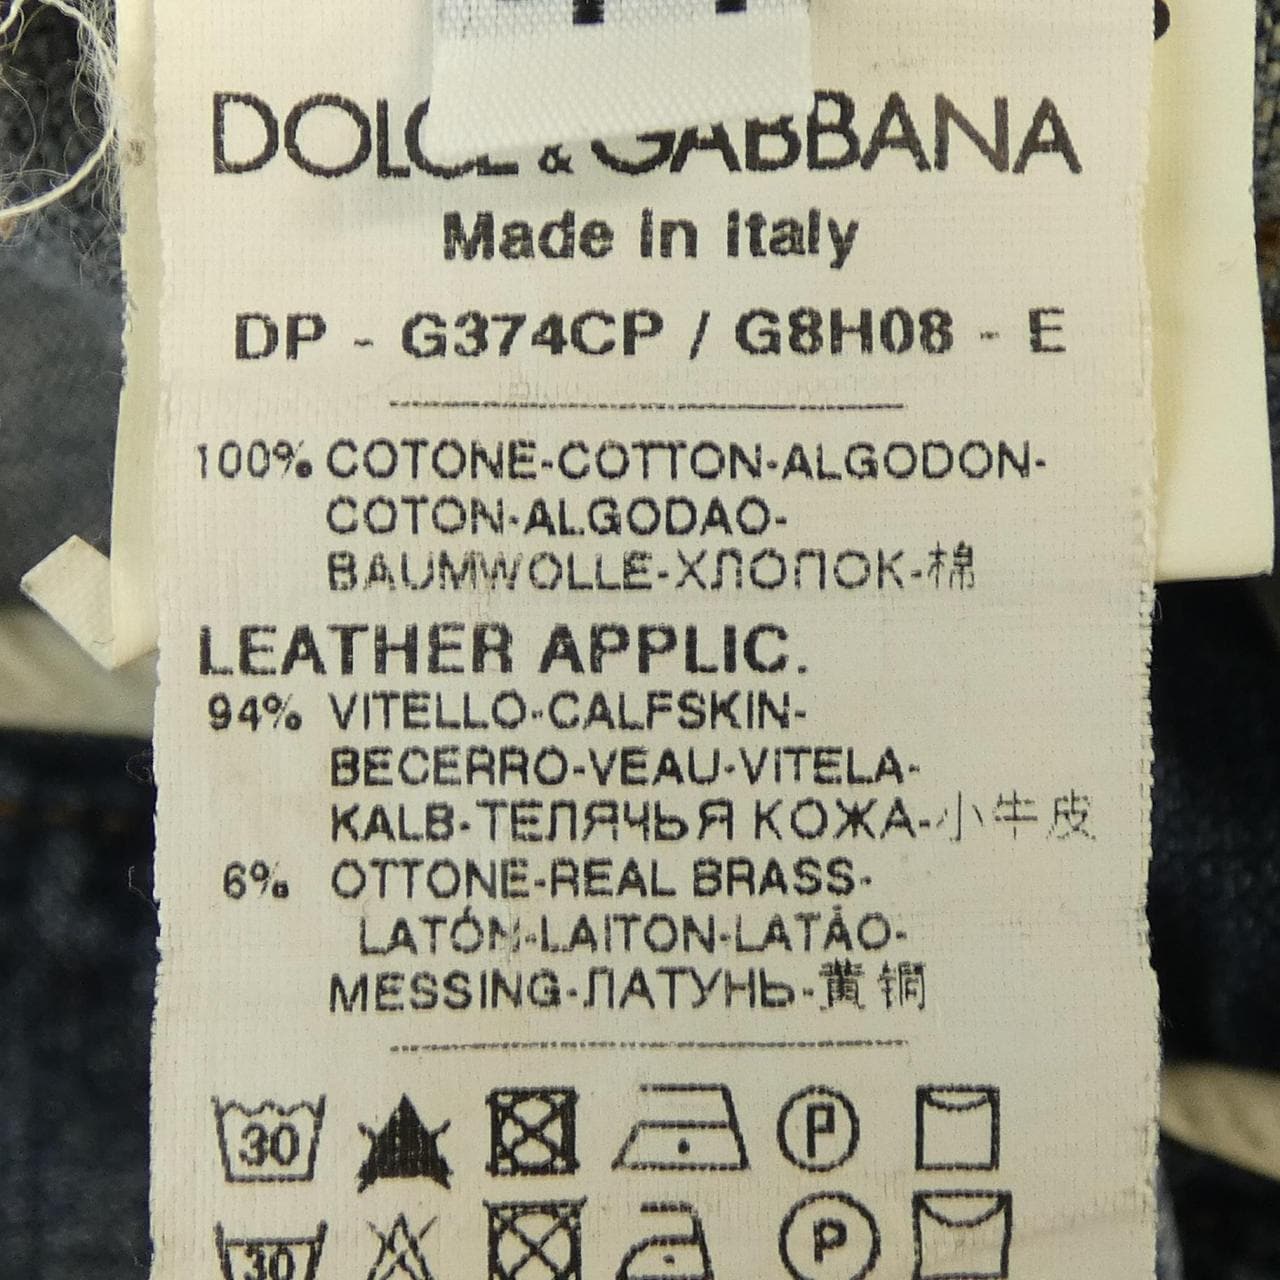 DOLCE & GABBANA
Made in Italy
DP - G374CP / G8H08 - E
100% COTONE-COTTON-ALGODON-
COTON-ALGODAO-
BAUMWOLLE-ХЛОПОК-棉
LEATHER APPLIC.
94% VITELLO-CALFSKIN-
BECERRO-VEAU-VITELA-
KALB-ТЕЛЯЧЬЯ КОЖА-小牛皮
6% OTTONE-REAL BRASS-
LATÓN-LAITON-LATÃO-
MESSING-ЛАТУНЬ-黄铜
30 P
30 P